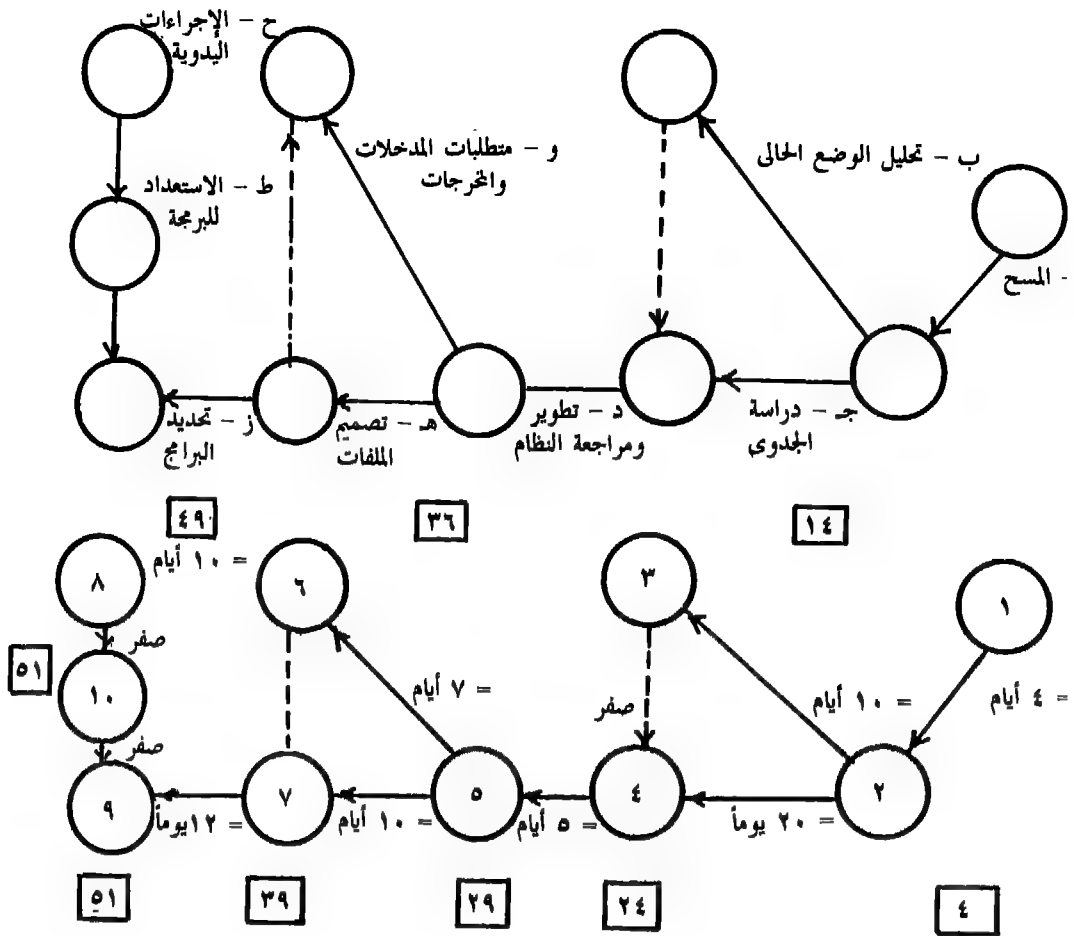 ح - الإجراءات
اليدوية
ب - تحليل الوضع الحالى
و - متطلبات المدخلات
والمخرجات
ط - الاستعداد
للبرمجة
- المسح
جـ - دراسة
الجدوى
د - تطوير
ومراجعة النظام
هـ - تصميم
الملفات
ز - تحديد
البرامج
١٤
٣٦
٤٩
١
٣
٦
= ١٠ أيام
٨
صفر
٥١
١٠
= ٤ أيام
= ١٠ أيام
صفر
= ٧ أيام
صفر
٢
٤
٥
٧
٩
= ٢٠ يوماً
= ٥ أيام
= ١٠ أيام
= ١٢ يوماً
٤
٢٤
٢٩
٣٩
٥١